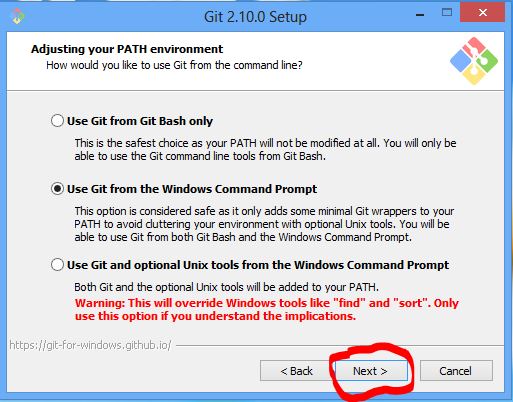 Git 2.10.0 Setup
Adjusting your PATH environment
How would you like to use Git from the command line?
Use Git from Git Bash only
This is the safest choice as your PATH will not be modified at all. You will only
be able to use the Git command line tools from Git Bash.
Use Git from the Windows Command Prompt
This option is considered safe as it only adds some minimal Git wrappers to your
PATH to avoid cluttering your environment with optional Unix tools. You will be
able to use Git from both Git Bash and the Windows Command Prompt.
Use Git and optional Unix tools from the Windows Command Prompt
Both Git and the optional Unix tools will be added to your PATH.
Warning: This will override Windows tools like "find" and "sort". Only
use this option if you understand the implications.
https://git-for-windows.github.io/
< Back Next > Cancel